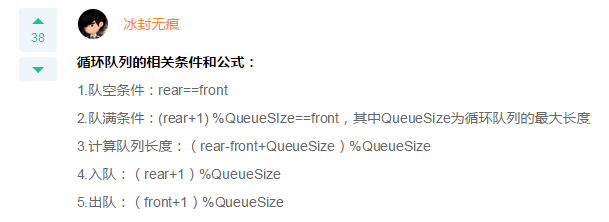 冰封无痕
38
循环队列的相关条件和公式：
1.队空条件：rear==front
2.队满条件：(rear+1) %QueueSIze==front，其中QueueSize为循环队列的最大长度
3.计算队列长度：（rear-front+QueueSize）%QueueSize
4.入队：（rear+1）%QueueSize
5.出队：（front+1）%QueueSize